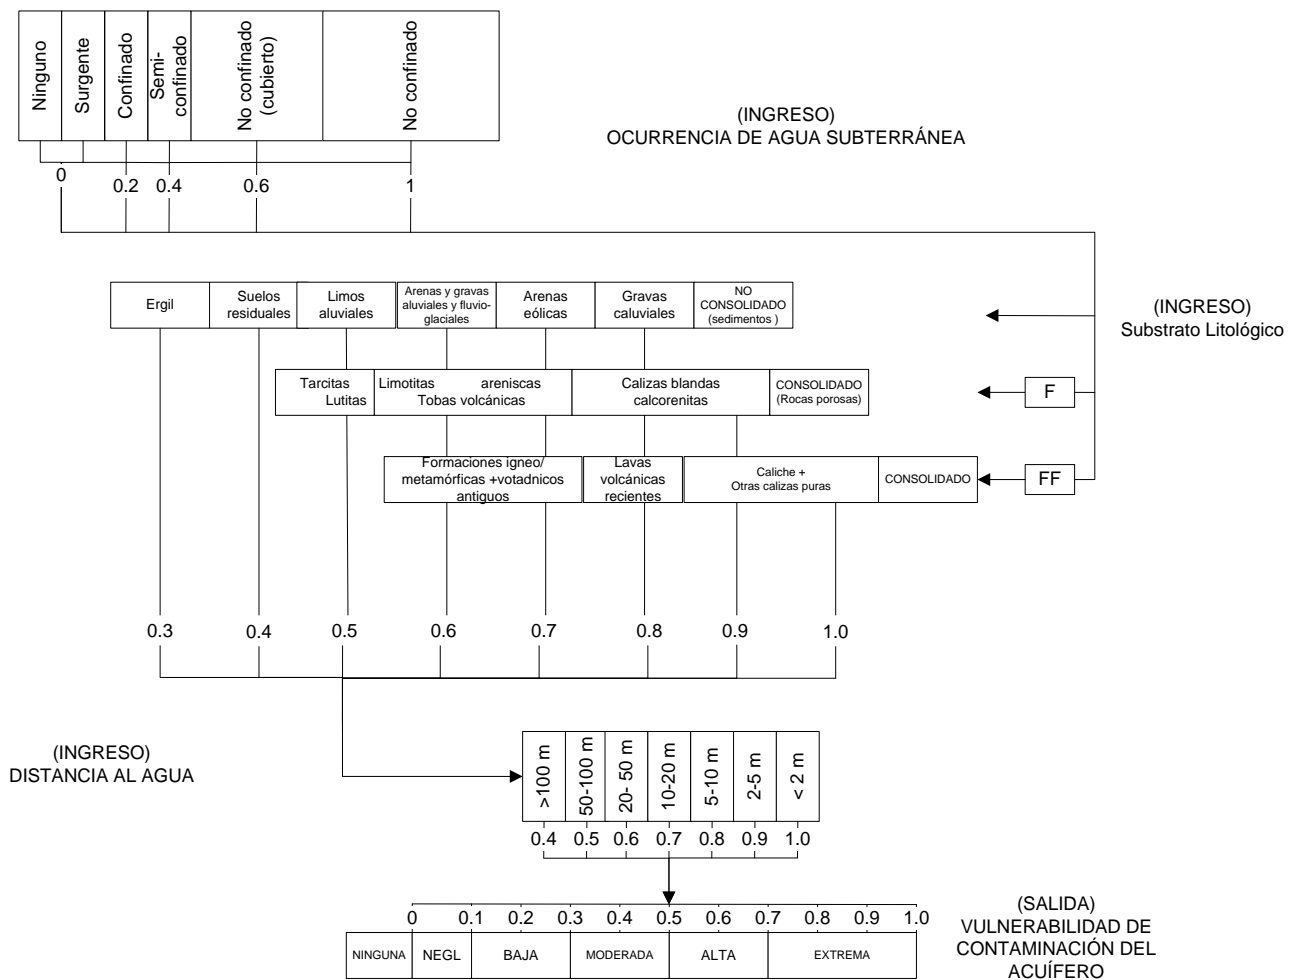 Ninguno
Surgente
Confinado
Semi-
confinado
No confinado
(cubierto)
No confinado
(INGRESO)
OCURRENCIA DE AGUA SUBTERRÁNEA
0
0.2
0.4
0.6
1
Ergil
Suelos
residuales
Limos
aluviales
Arenas y gravas
aluviales y fluvio-
glaciales
Arenas
eólicas
Gravas
caluviales
NO
CONSOLIDADO
(sedimentos )
(INGRESO)
Substrato Litológico
Tarcitas
Lutitas
Limotitas areniscas
Tobas volcánicas
Calizas blandas
calcorenitas
CONSOLIDADO
(Rocas porosas)
F
Formaciones ígneo/
metamórficas +votadnicos
antiguos
Lavas
volcánicas
recientes
Caliche +
Otras calizas puras
CONSOLIDADO
FF
0.3
0.4
0.5
0.6
0.7
0.8
0.9
1.0
(INGRESO)
DISTANCIA AL AGUA
>100 m
50-100 m
20- 50 m
10-20 m
5-10 m
2-5 m
< 2 m
0.4
0.5
0.6
0.7
0.8
0.9
1.0
0
0.1
0.2
0.3
0.4
0.5
0.6
0.7
0.8
0.9
1.0
NINGUNA
NEGL
BAJA
MODERADA
ALTA
EXTREMA
(SALIDA)
VULNERABILIDAD DE
CONTAMINACIÓN DEL
ACUÍFERO